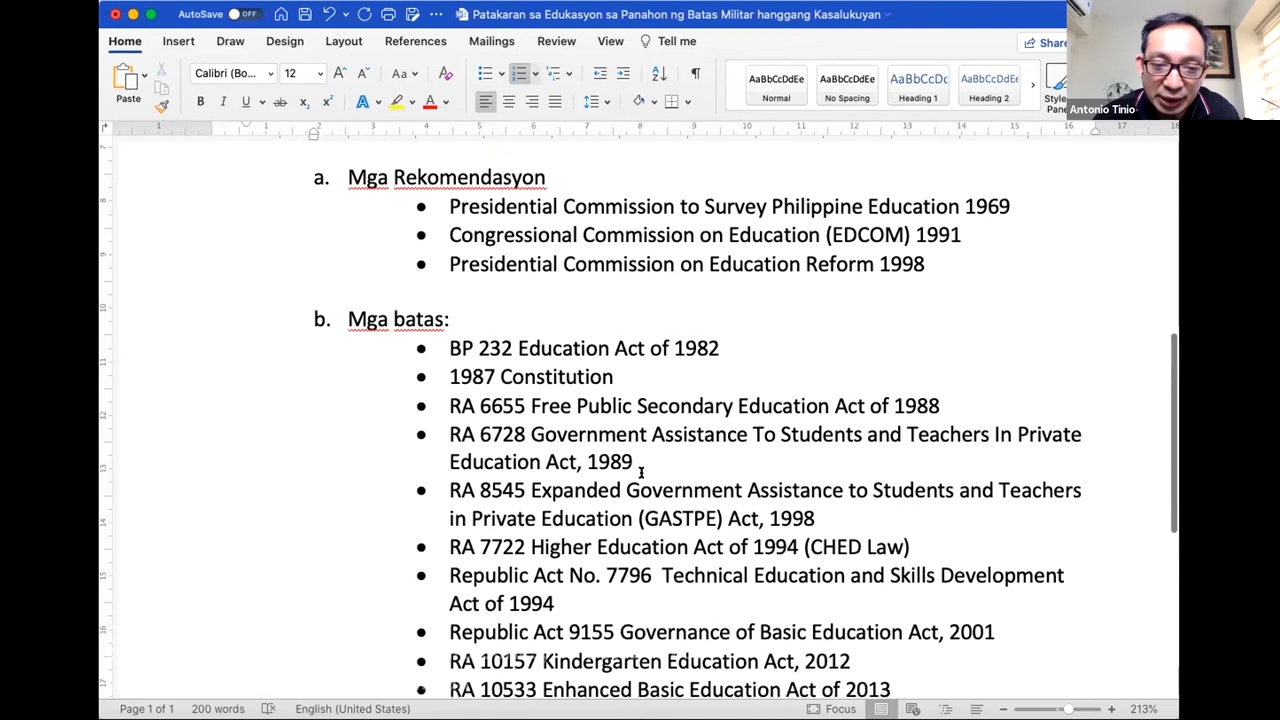 AutoSave OFF Patakaran sa Edukasyon sa Panahon ng Batas Militar hanggang Kasalukuyan
Home Insert Draw Design Layout References Mailings Review View Tell me Share
Calibri (Bo... 12
Paste
AaBbCcDdEe AaBbCcDdEe AaBbCcDc AaBbCcDdEe
Normal No Spacing Heading 1 Heading 2
Antonio Tinio
a. Mga Rekomendasyon
• Presidential Commission to Survey Philippine Education 1969
• Congressional Commission on Education (EDCOM) 1991
• Presidential Commission on Education Reform 1998
b. Mga batas:
• BP 232 Education Act of 1982
• 1987 Constitution
• RA 6655 Free Public Secondary Education Act of 1988
• RA 6728 Government Assistance To Students and Teachers In Private
Education Act, 1989
• RA 8545 Expanded Government Assistance to Students and Teachers
in Private Education (GASTPE) Act, 1998
• RA 7722 Higher Education Act of 1994 (CHED Law)
• Republic Act No. 7796 Technical Education and Skills Development
Act of 1994
• Republic Act 9155 Governance of Basic Education Act, 2001
• RA 10157 Kindergarten Education Act, 2012
• RA 10533 Enhanced Basic Education Act of 2013
Page 1 of 1 200 words English (United States) Focus 213%